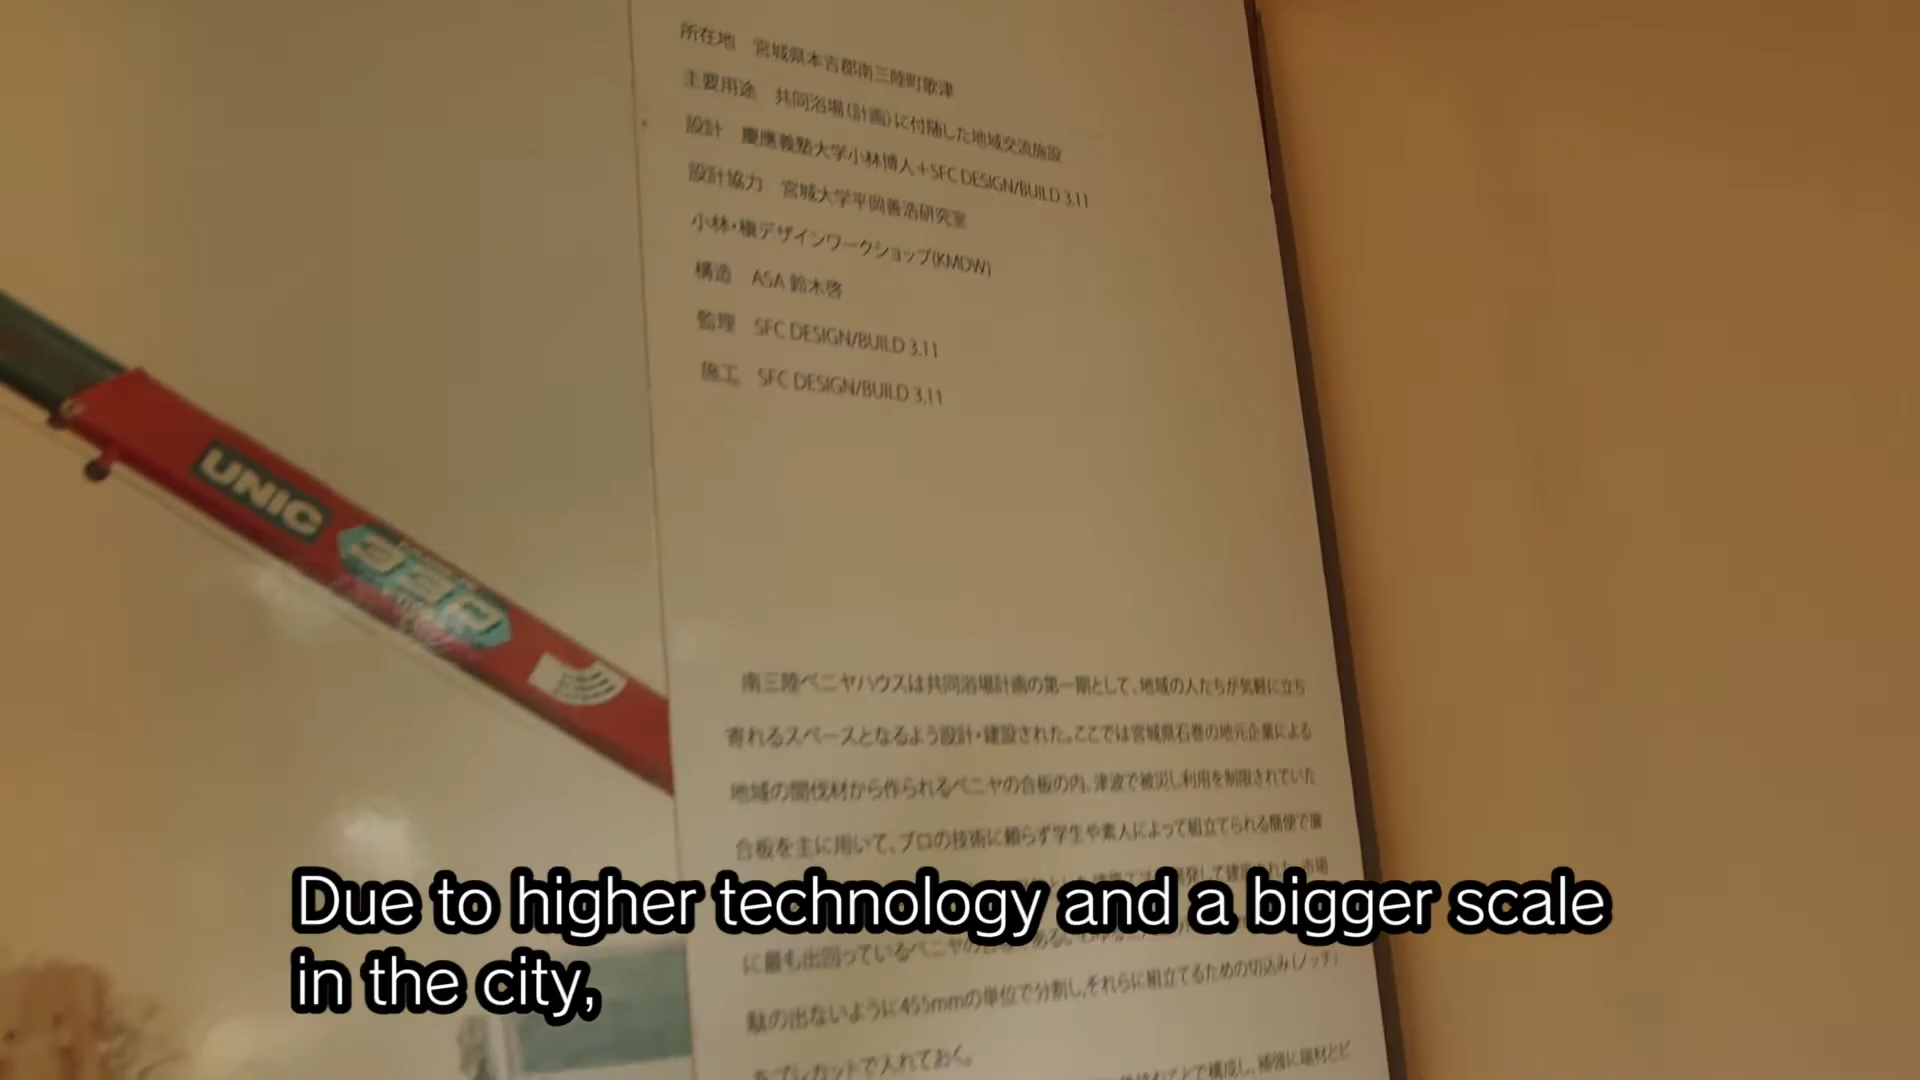 所在地　宮城県本吉郡南三陸町歌津
主要用途　共同浴場(計画)に付随した地域交流施設
設計　慶應義塾大学小林博人+SFC DESIGN/BUILD 3.11
設計協力　宮城大学平岡善浩研究室
小林・槇デザインワークショップ(KMDW)
構造　ASA 鈴木啓
監理　SFC DESIGN/BUILD 3.11
施工　SFC DESIGN/BUILD 3.11
UNIC
南三陸ベニヤハウスは共同浴場計画の第一期として、地域の人たちが気軽に立ち
寄れるスペースとなるよう設計・建設された。ここでは宮城県石巻の地元企業による
地域の間伐材から作られるベニヤの合板の内、津波で被災し利用を制限されていた
合板を主に用いて、プロの技術に頼らず学生や素人によって組立てられる簡便で廉
に最も出回っているベニヤの
駄の出ないように455mmの単位で分割し、それらに組立てるための切込み(ノッチ)
をプレカットで入れておく。
Due to higher technology and a bigger scale
in the city,